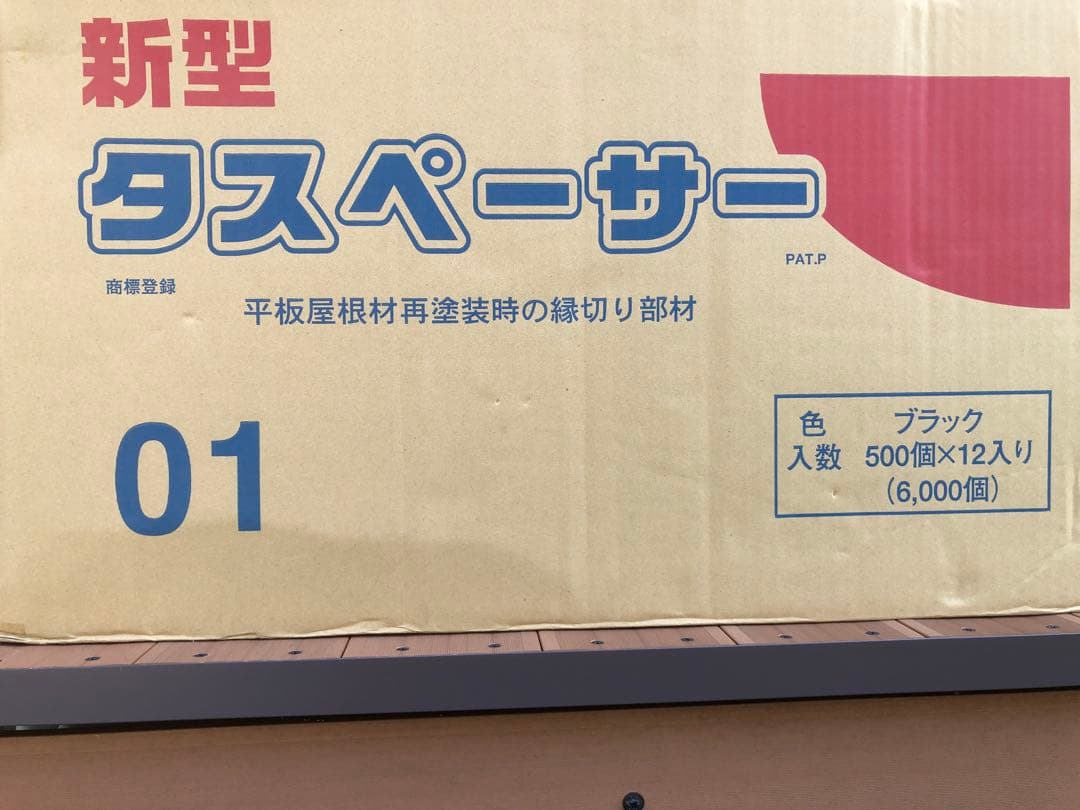 新型
タスペーサー
PAT.P
商標登録
平板屋根材再塗装時の縁切り部材
01
色 ブラック
入数 500個×12入り
(6,000個)